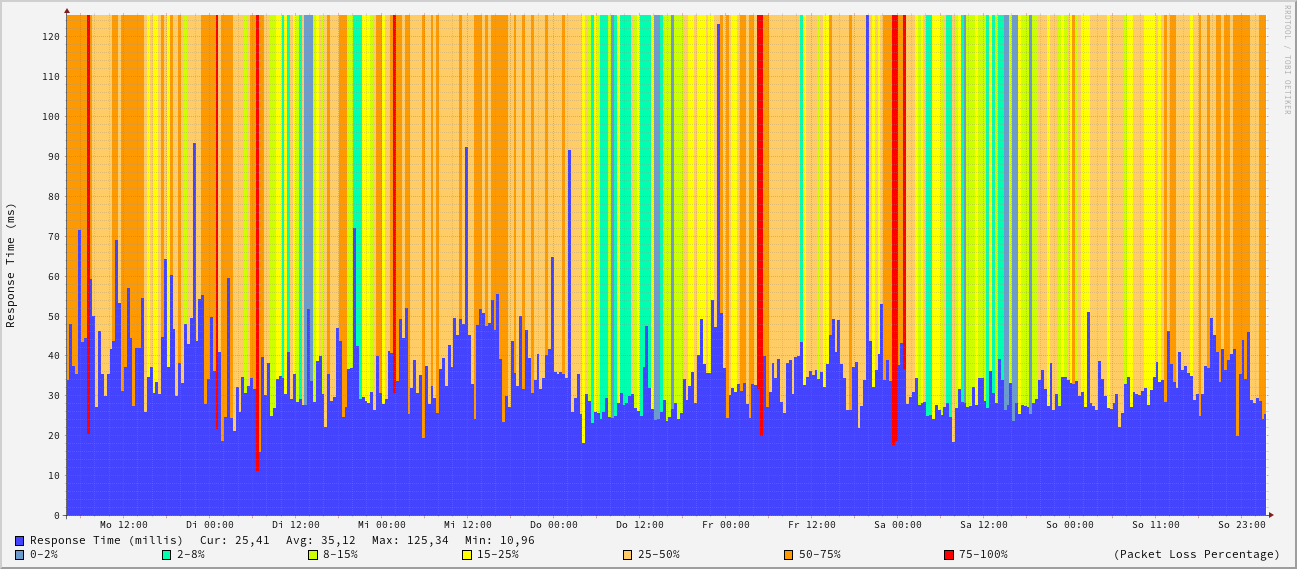 RRDTOOL / TOBI OETIKER
Response Time (ms)
120
110
100
90
80
70
60
50
40
30
20
10
0
Mo 12:00 Di 00:00 Di 12:00 Mi 00:00 Mi 12:00 Do 00:00 Do 12:00 Fr 00:00 Fr 12:00 Sa 00:00 Sa 12:00 So 00:00 So 11:00 So 23:00
Response Time (millis) Cur: 25,41 Avg: 35,12 Max: 125,34 Min: 10,96
0-2% 2-8% 8-15% 15-25% 25-50% 50-75% 75-100% (Packet Loss Percentage)